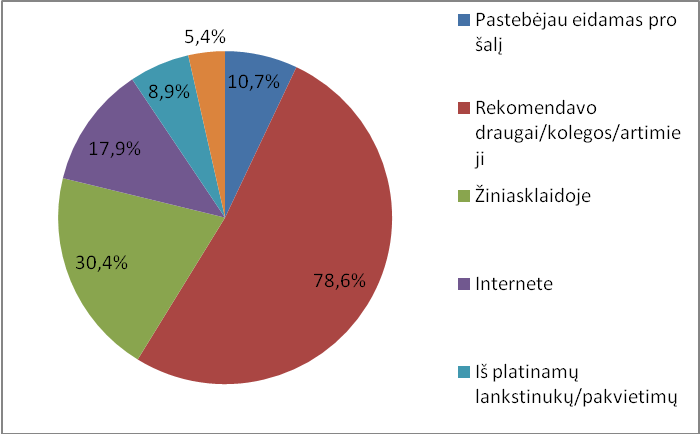 5,4%
10,7%
8,9%
17,9%
30,4%
78,6%
Pastebėjau eidamas pro
šalį
Rekomendavo
draugai/kolegos/artimie
ji
Žiniasklaidoje
Internete
Iš platinamų
lankstinukų/pakvietimų